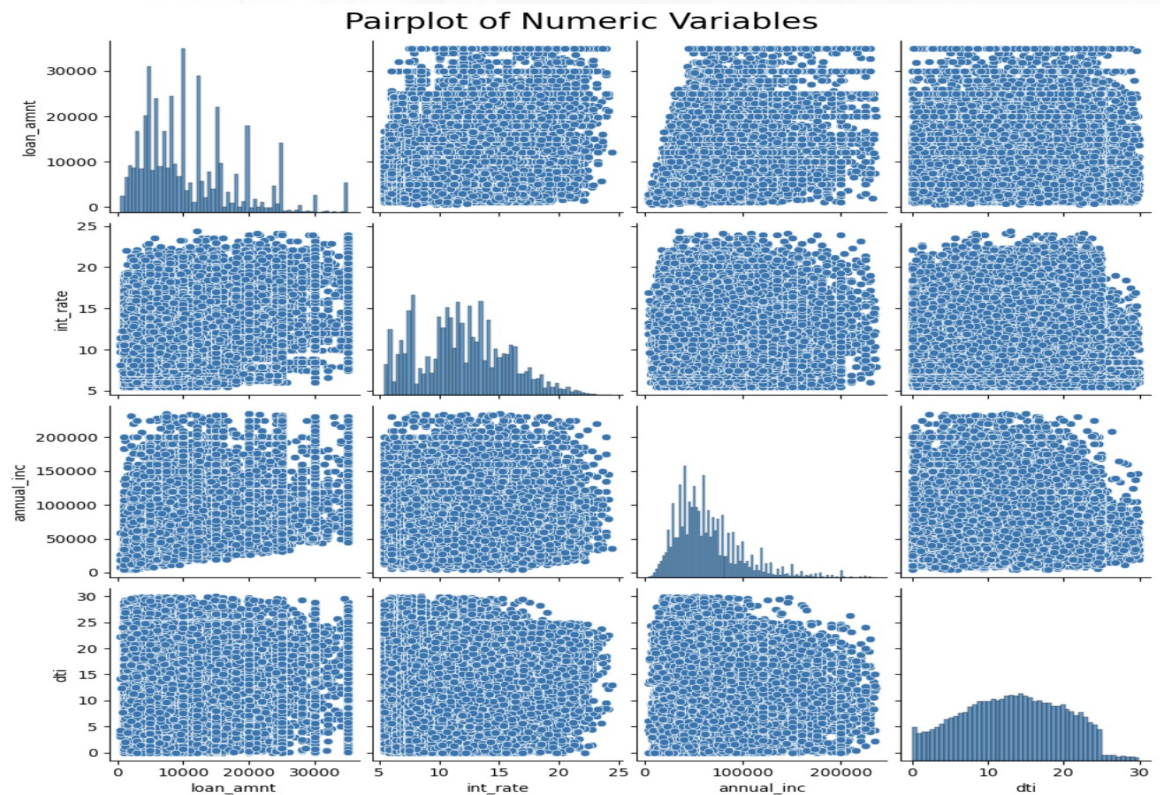 Pairplot of Numeric Variables
30000
20000
10000
0
loan_amnt
25
20
15
10
5
int_rate
200000
150000
100000
50000
0
annual_inc
30
25
20
15
10
5
0
dti
0 10000 20000 30000
loan_amnt
5 10 15 20 25
int_rate
0 100000 200000
annual_inc
0 10 20 30
dti